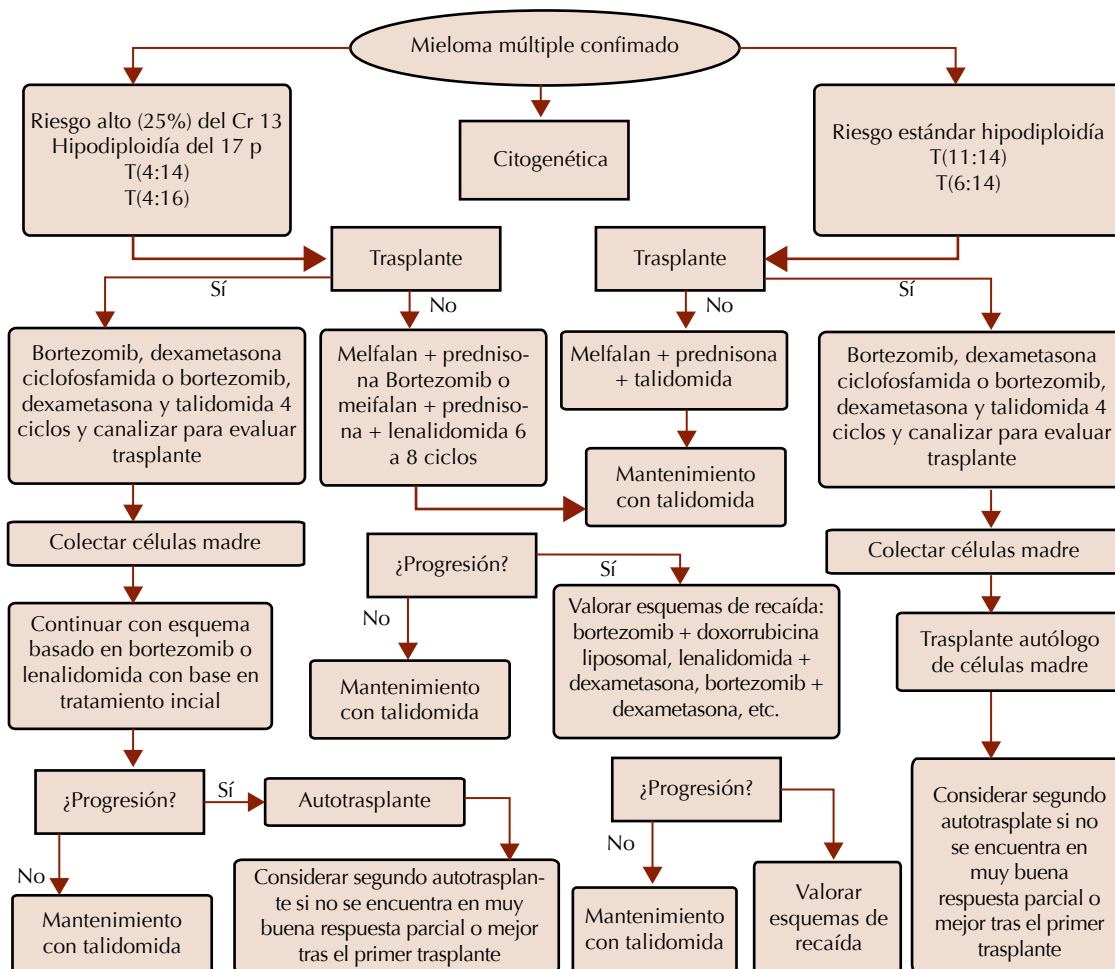 Mieloma múltiple confimado
Riesgo alto (25%) del Cr 13
Hipodiploidía del 17 p
T(4:14)
T(4:16)
Citogenética
Riesgo estándar hipodiploidía
T(11:14)
T(6:14)
Trasplante
Sí
No
Trasplante
No
Sí
Bortezomib, dexametasona
ciclofosfamida o bortezomib,
dexametasona y talidomida 4
ciclos y canalizar para evaluar
trasplante
Melfalan + predniso-
na Bortezomib o
meifalan + predniso-
na + lenalidomida 6
a 8 ciclos
Melfalan + prednisona
+ talidomida
Bortezomib, dexametasona
ciclofosfamida o bortezomib,
dexametasona y talidomida 4
ciclos y canalizar para evaluar
trasplante
Mantenimiento
con talidomida
Colectar células madre
Colectar células madre
¿Progresión?
Sí
No
Continuar con esquema
basado en bortezomib o
lenalidomida con base en
tratamiento incial
Mantenimiento
con talidomida
Valorar esquemas de recaída:
bortezomib + doxorrubicina
liposomal, lenalidomida +
dexametasona, bortezomib +
dexametasona, etc.
Trasplante autólogo
de células madre
¿Progresión?
Sí
No
Autotrasplante
¿Progresión?
No
Mantenimiento
con talidomida
Considerar segundo autotrasplan-
te si no se encuentra en muy
buena respuesta parcial o mejor
tras el primer trasplante
Mantenimiento
con talidomida
Valorar
esquemas de
recaída
Considerar segundo
autotrasplate si no
se encuentra en
muy buena
respuesta parcial o
mejor tras el primer
trasplante